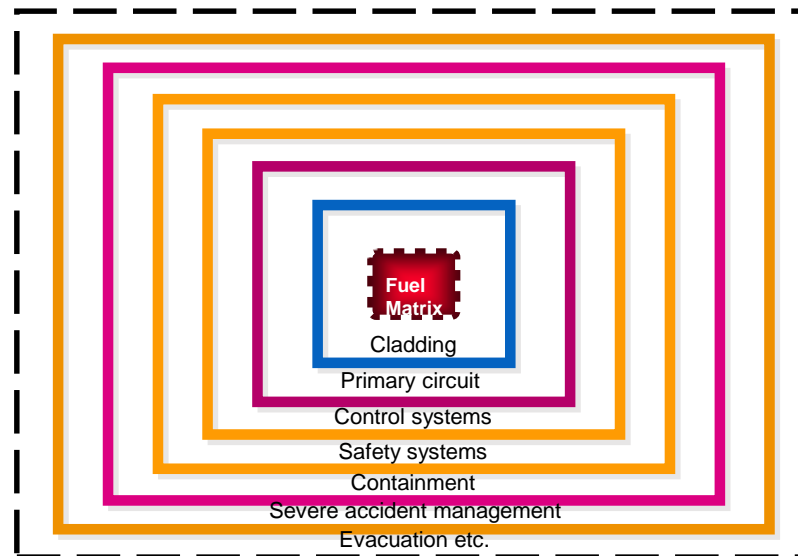 Fuel
Matrix
Cladding
Primary circuit
Control systems
Safety systems
Containment
Severe accident management
Evacuation etc.